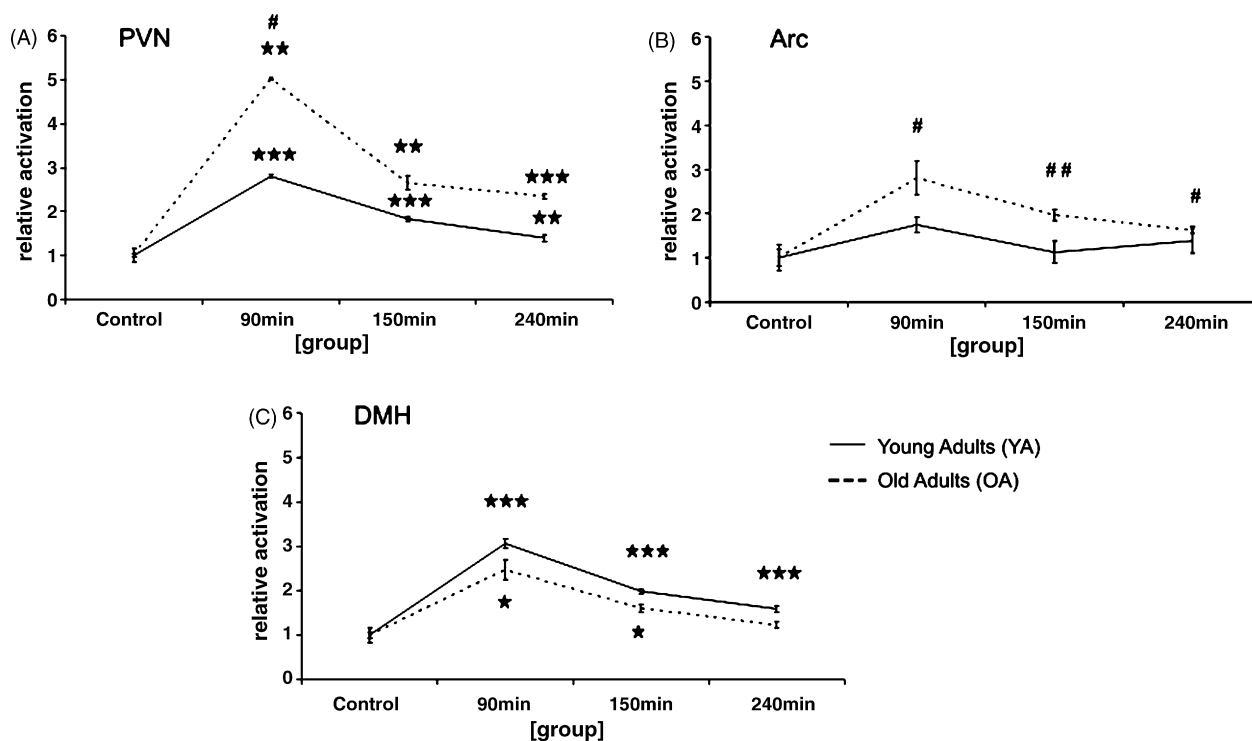 (A) PVN
relative activation
6
5
4
3
2
1
0
#
★★
★★★
★★
★★★
★★★
★★
Control 90min 150min 240min
[group]
(B) Arc
relative activation
6
5
4
3
2
1
0
#
##
#
Control 90min 150min 240min
[group]
(C) DMH
relative activation
6
5
4
3
2
1
0
★★★
★★★
★★★
★
★
Control 90min 150min 240min
[group]
Young Adults (YA)
Old Adults (OA)